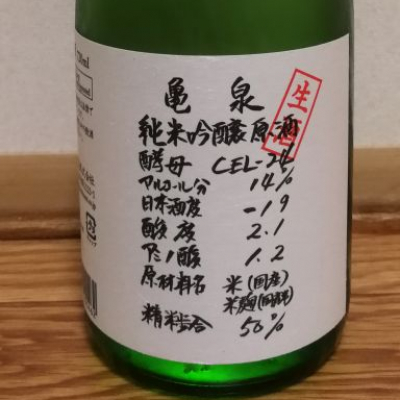 亀泉
生酒
純米吟醸原酒
酵母 CEL-24
アルコール分 14%
日本酒度 -19
酸度 2.1
アミノ酸 1.2
原材料名 米(国産)
米麹(国産米)
精米歩合 50%
720ml